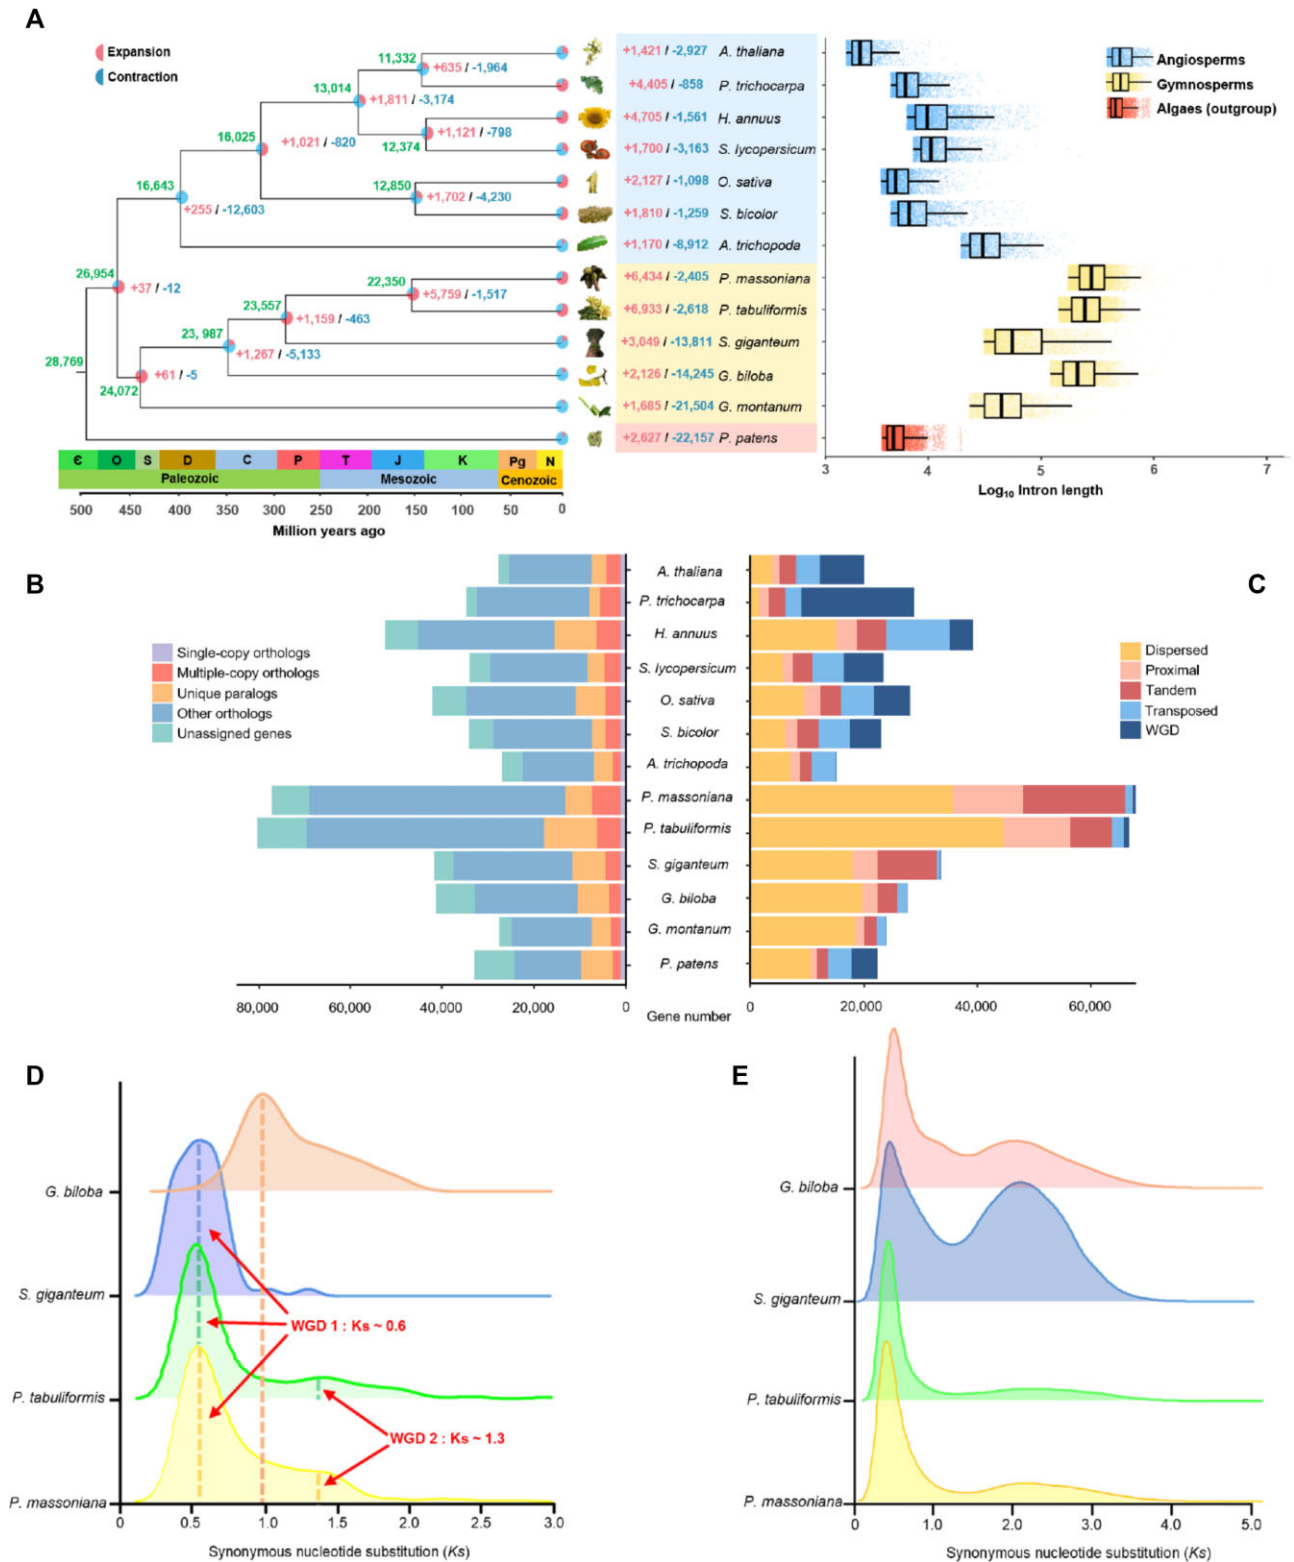 A
Expansion
Contraction
28,769
26,954
16,643
16,025
13,014
11,332
12,374
12,850
24,072
23, 987
23,557
22,350
+635 / -1,964
+1,811 / -3,174
+1,021 / -820
+1,121 / -798
+255 / -12,603
+1,702 / -4,230
+37 / -12
+5,759 / -1,517
+1,159 / -463
+1,267 / -5,133
+61 / -5
+1,421 / -2,927 A. thaliana
+4,405 / -858 P. trichocarpa
+4,705 / -1,561 H. annuus
+1,700 / -3,163 S. lycopersicum
+2,127 / -1,098 O. sativa
+1,810 / -1,259 S. bicolor
+1,170 / -8,912 A. trichopoda
+6,434 / -2,405 P. massoniana
+6,933 / -2,618 P. tabuliformis
+3,049 / -13,811 S. giganteum
+2,126 / -14,245 G. biloba
+1,685 / -21,504 G. montanum
+2,627 / -22,157 P. patens
Angiosperms
Gymnosperms
Algaes (outgroup)
3 4 5 6 7
Log₁₀ Intron length
Є O S D C P T J K Pg N
Paleozoic Mesozoic Cenozoic
500 450 400 350 300 250 200 150 100 50 0
Million years ago
B
Single-copy orthologs
Multiple-copy orthologs
Unique paralogs
Other orthologs
Unassigned genes
A. thaliana
P. trichocarpa
H. annuus
S. lycopersicum
O. sativa
S. bicolor
A. trichopoda
P. massoniana
P. tabuliformis
S. giganteum
G. biloba
G. montanum
P. patens
C
Dispersed
Proximal
Tandem
Transposed
WGD
80,000 60,000 40,000 20,000 0
Gene number
0 20,000 40,000 60,000
D
G. biloba
S. giganteum
P. tabuliformis
P. massoniana
WGD 1 : Ks ~ 0.6
WGD 2 : Ks ~ 1.3
0 0.5 1.0 1.5 2.0 2.5 3.0
Synonymous nucleotide substitution (Ks)
E
G. biloba
S. giganteum
P. tabuliformis
P. massoniana
0 1.0 2.0 3.0 4.0 5.0
Synonymous nucleotide substitution (Ks)